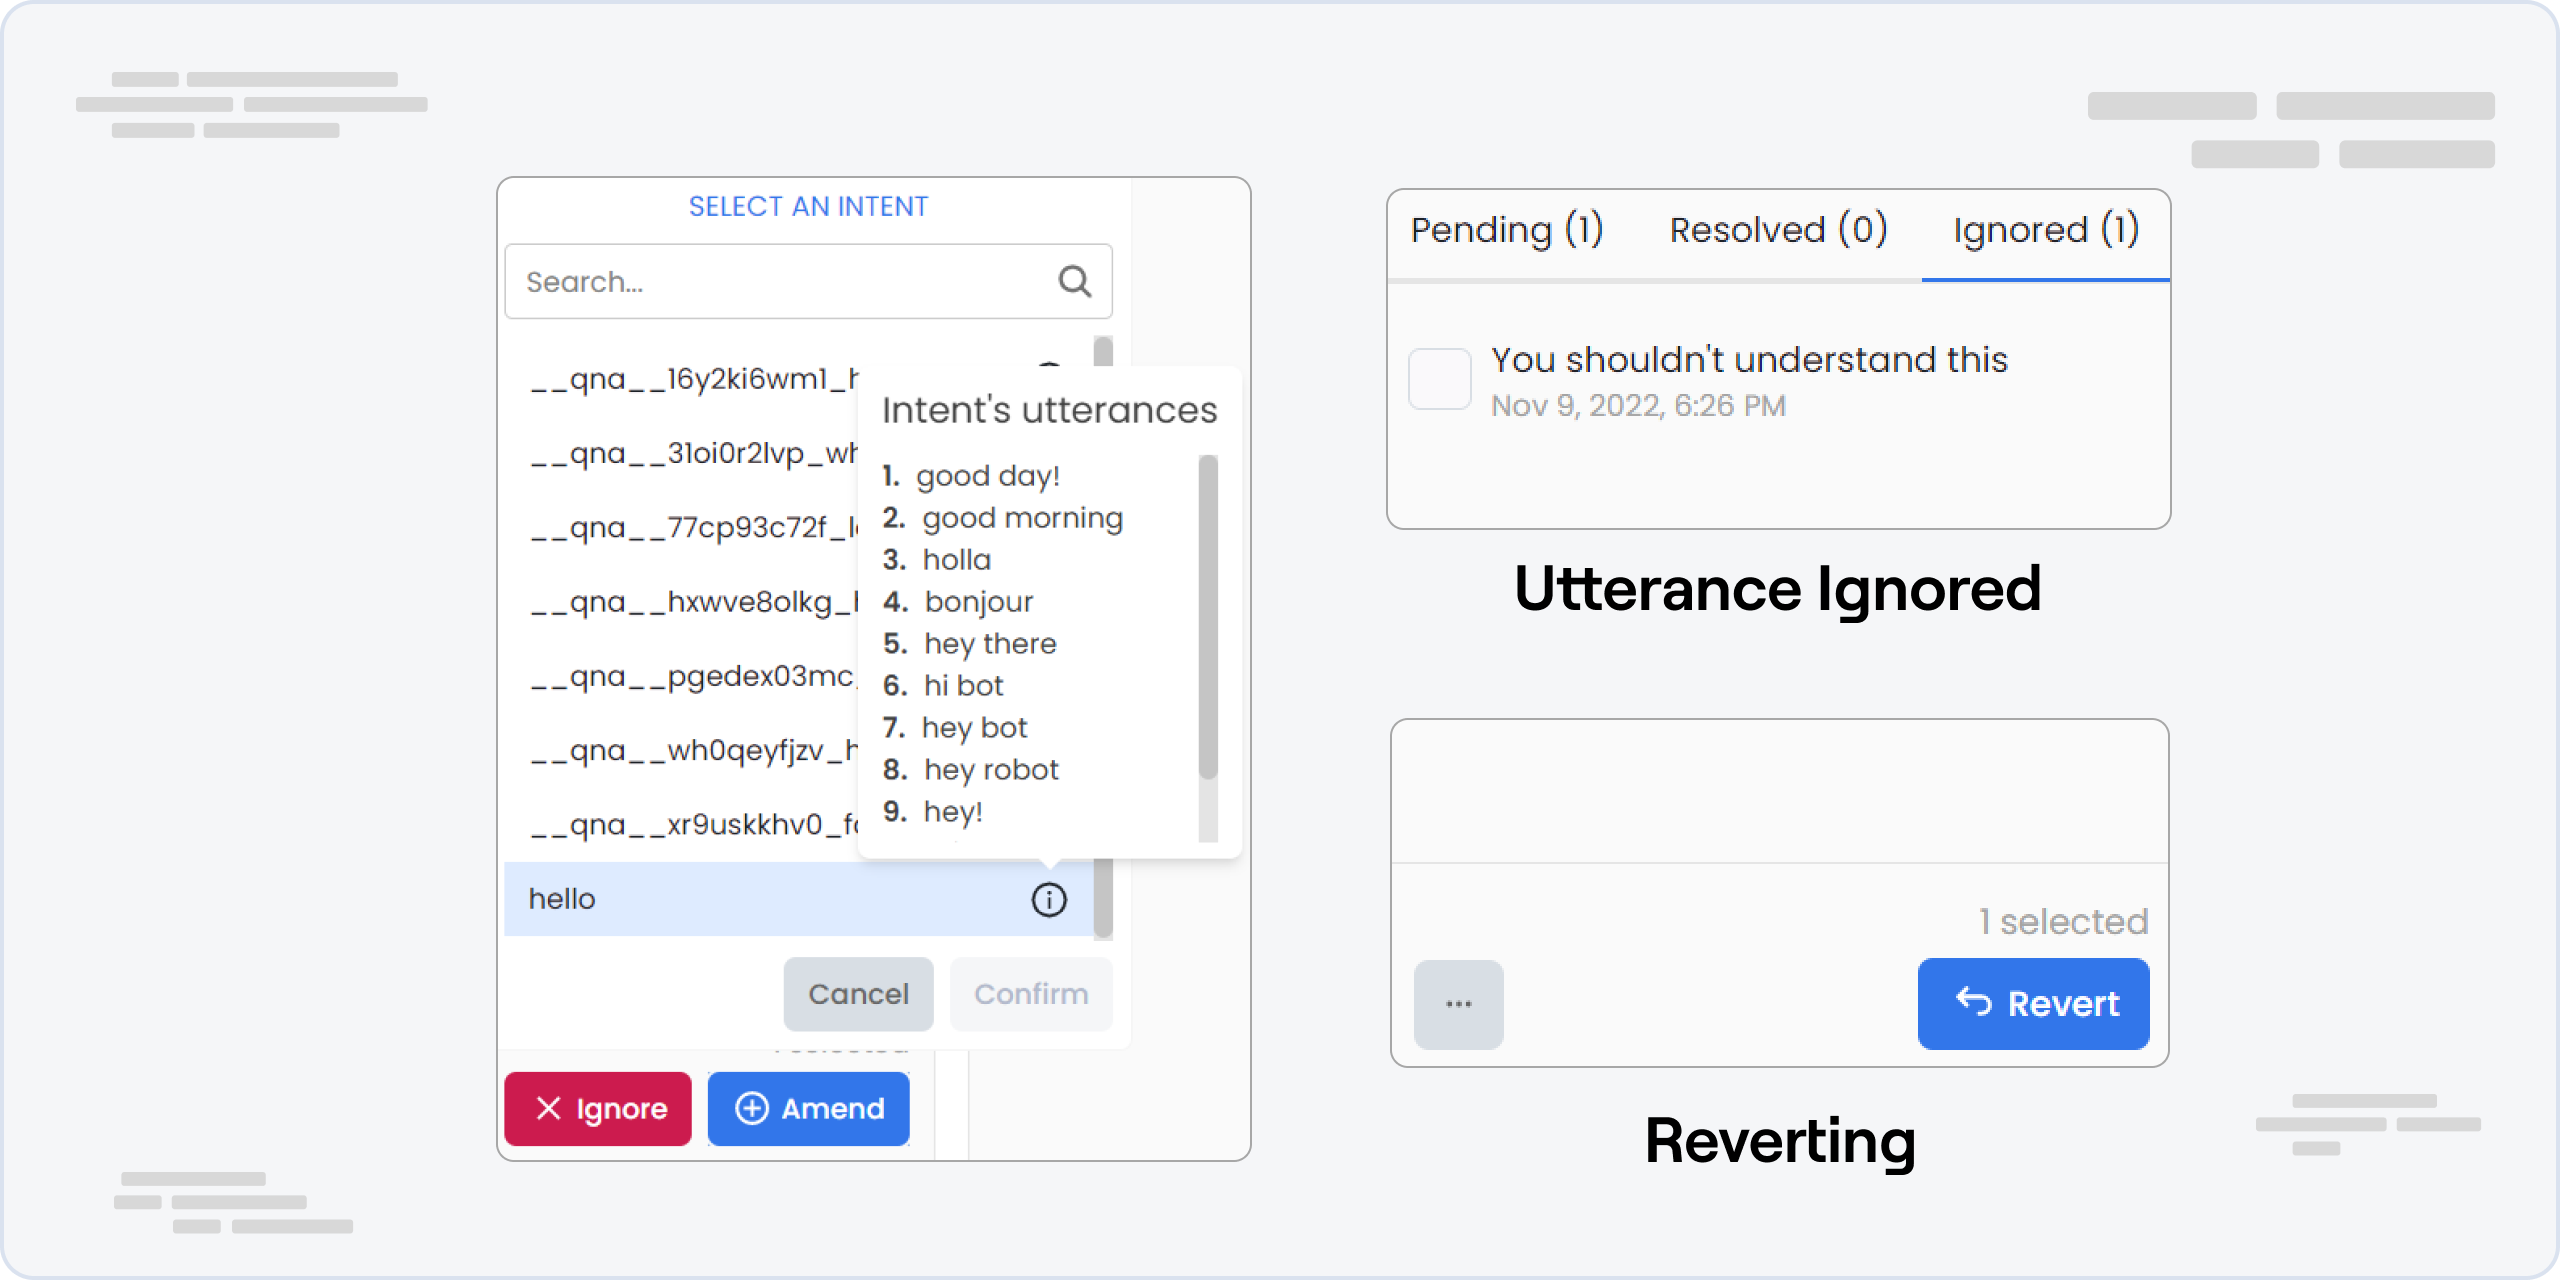 SELECT AN INTENT
Search...
__qna__16y2ki6wm1_h
__qna__31oi0r2lvp_wh
__qna__77cp93c72f_l
__qna__hxwve8olkg_
__qna__pgedex03mc_
__qna__wh0qeyfjzv_h
__qna__xr9uskkhv0_f
hello
Intent's utterances
1. good day!
2. good morning
3. holla
4. bonjour
5. hey there
6. hi bot
7. hey bot
8. hey robot
9. hey!
Cancel Confirm
Ignore Amend
Pending (1) Resolved (0) Ignored (1)
You shouldn't understand this
Nov 9, 2022, 6:26 PM
Utterance Ignored
1 selected
... Revert
Reverting